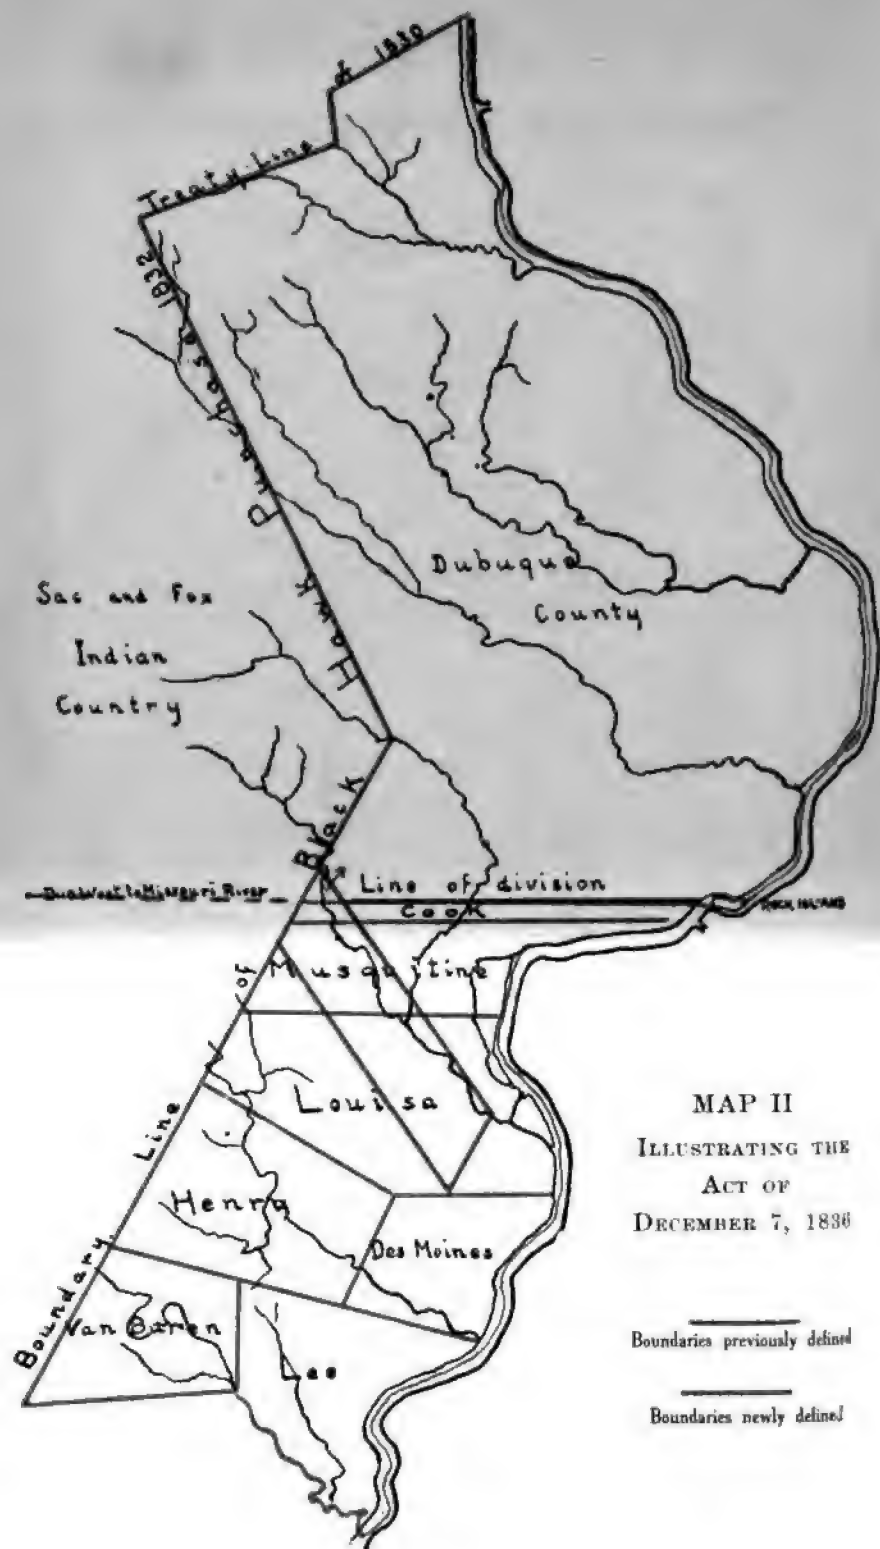 Treaty Line of 1830
Boundary Line of Black Hawk Purchase 1832
Dubuque
County
Sac and Fox
Indian
Country
Line of division
Due West to Missouri River
ROCK ISLAND
Cook
Musquitine
Louisa
Henry
Des Moines
Van Buren
Lee
MAP II
ILLUSTRATING THE
ACT OF
DECEMBER 7, 1836
Boundaries previously defined
Boundaries newly defined